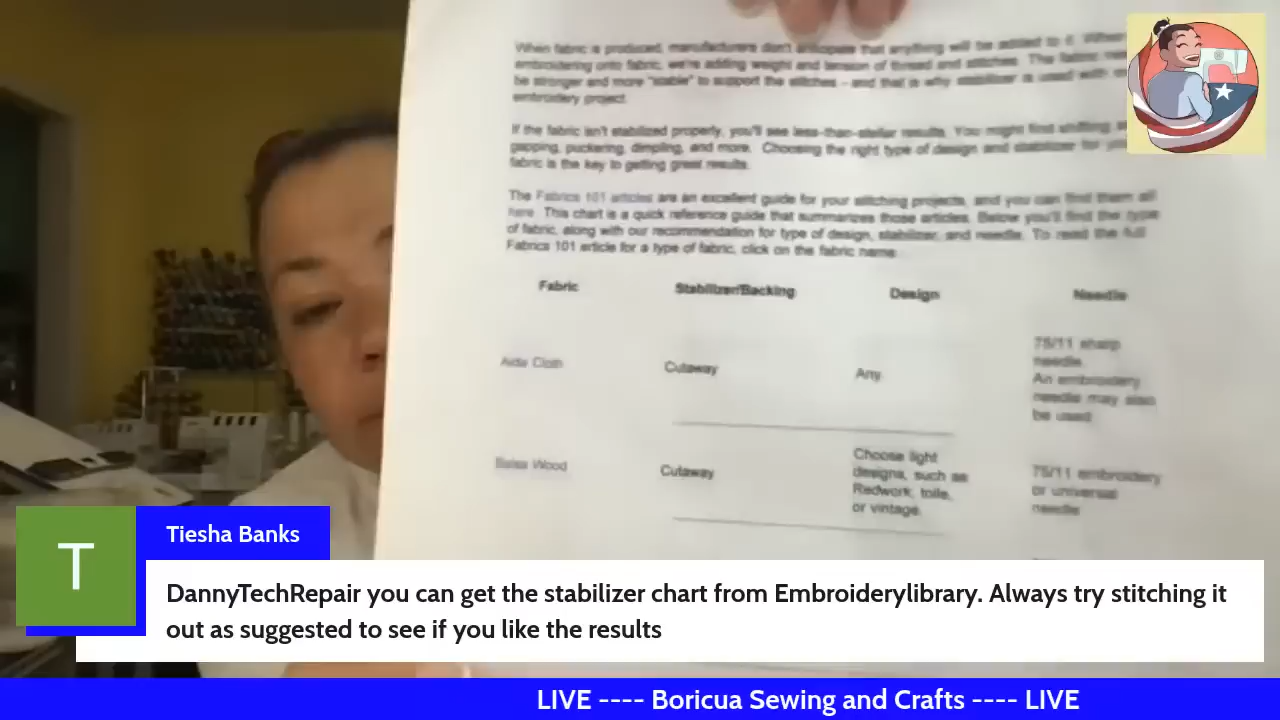 When fabric is produced, manufacturers don't anticipate that anything will be added to it. When
embroidering onto fabric, we're adding weight and tension of thread and stitches. The fabric
be stronger and more "stable" to support the stitches - and that is why stabilizer is used with
embroidery project.
If the fabric isn't stabilized properly, you'll see less-than-stellar results. You might find shifting,
gapping, puckering, dimpling, and more. Choosing the right type of design and stabilizer for
fabric is the key to getting great results.
The Fabrics 101 articles are an excellent guide for your stitching projects, and you can find them all
here. This chart is a quick reference guide that summarizes those articles. Below you'll find the type
of fabric, along with our recommendation for type of design, stabilizer, and needle. To read the full
Fabrics 101 article for a type of fabric, click on the fabric name.
Fabric Stabilizer/Backing Design Needle
Aida Cloth Cutaway Any
75/11 sharp
needle.
An embroidery
needle may also
be used
Balsa Wood Cutaway
Choose light
designs, such as
Redwork, toile,
or vintage.
75/11 embroidery
or universal
needle
T
Tiesha Banks
DannyTechRepair you can get the stabilizer chart from Embroiderylibrary. Always try stitching it
out as suggested to see if you like the results
LIVE ---- Boricua Sewing and Crafts ---- LIVE